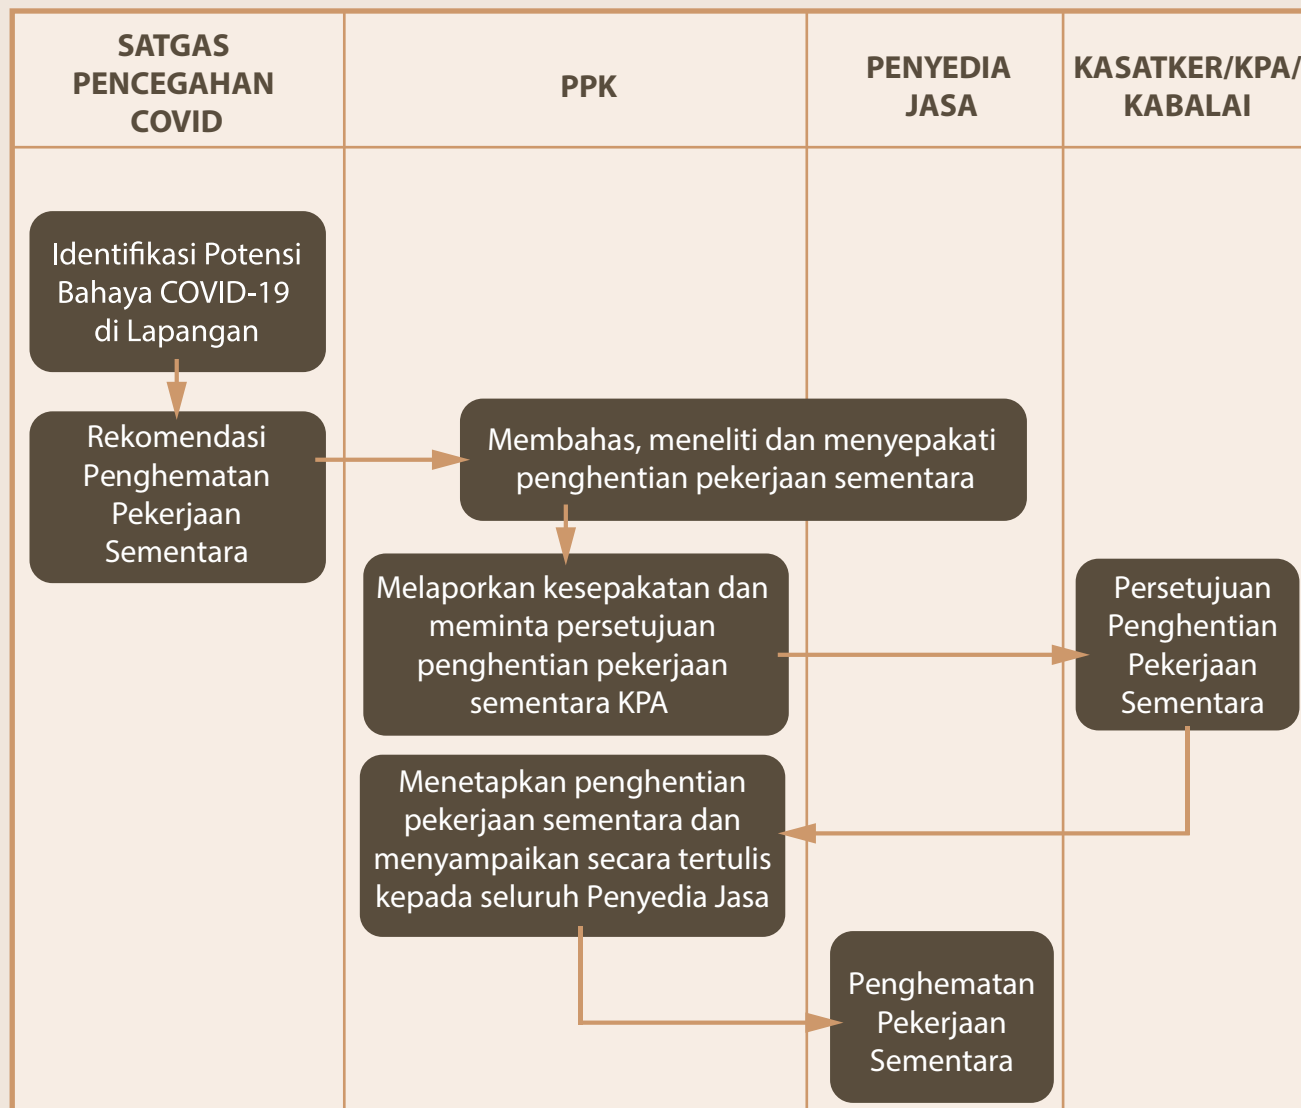 SATGAS
PENCEGAHAN
COVID
PPK
PENYEDIA
JASA
KASATKER/KPA/
KABALAI
Identifikasi Potensi
Bahaya COVID-19
di Lapangan
Rekomendasi
Penghematan
Pekerjaan
Sementara
Membahas, meneliti dan menyepakati
penghentian pekerjaan sementara
Melaporkan kesepakatan dan
meminta persetujuan
penghentian pekerjaan
sementara KPA
Persetujuan
Penghentian
Pekerjaan
Sementara
Menetapkan penghentian
pekerjaan sementara dan
menyampaikan secara tertulis
kepada seluruh Penyedia Jasa
Penghematan
Pekerjaan
Sementara